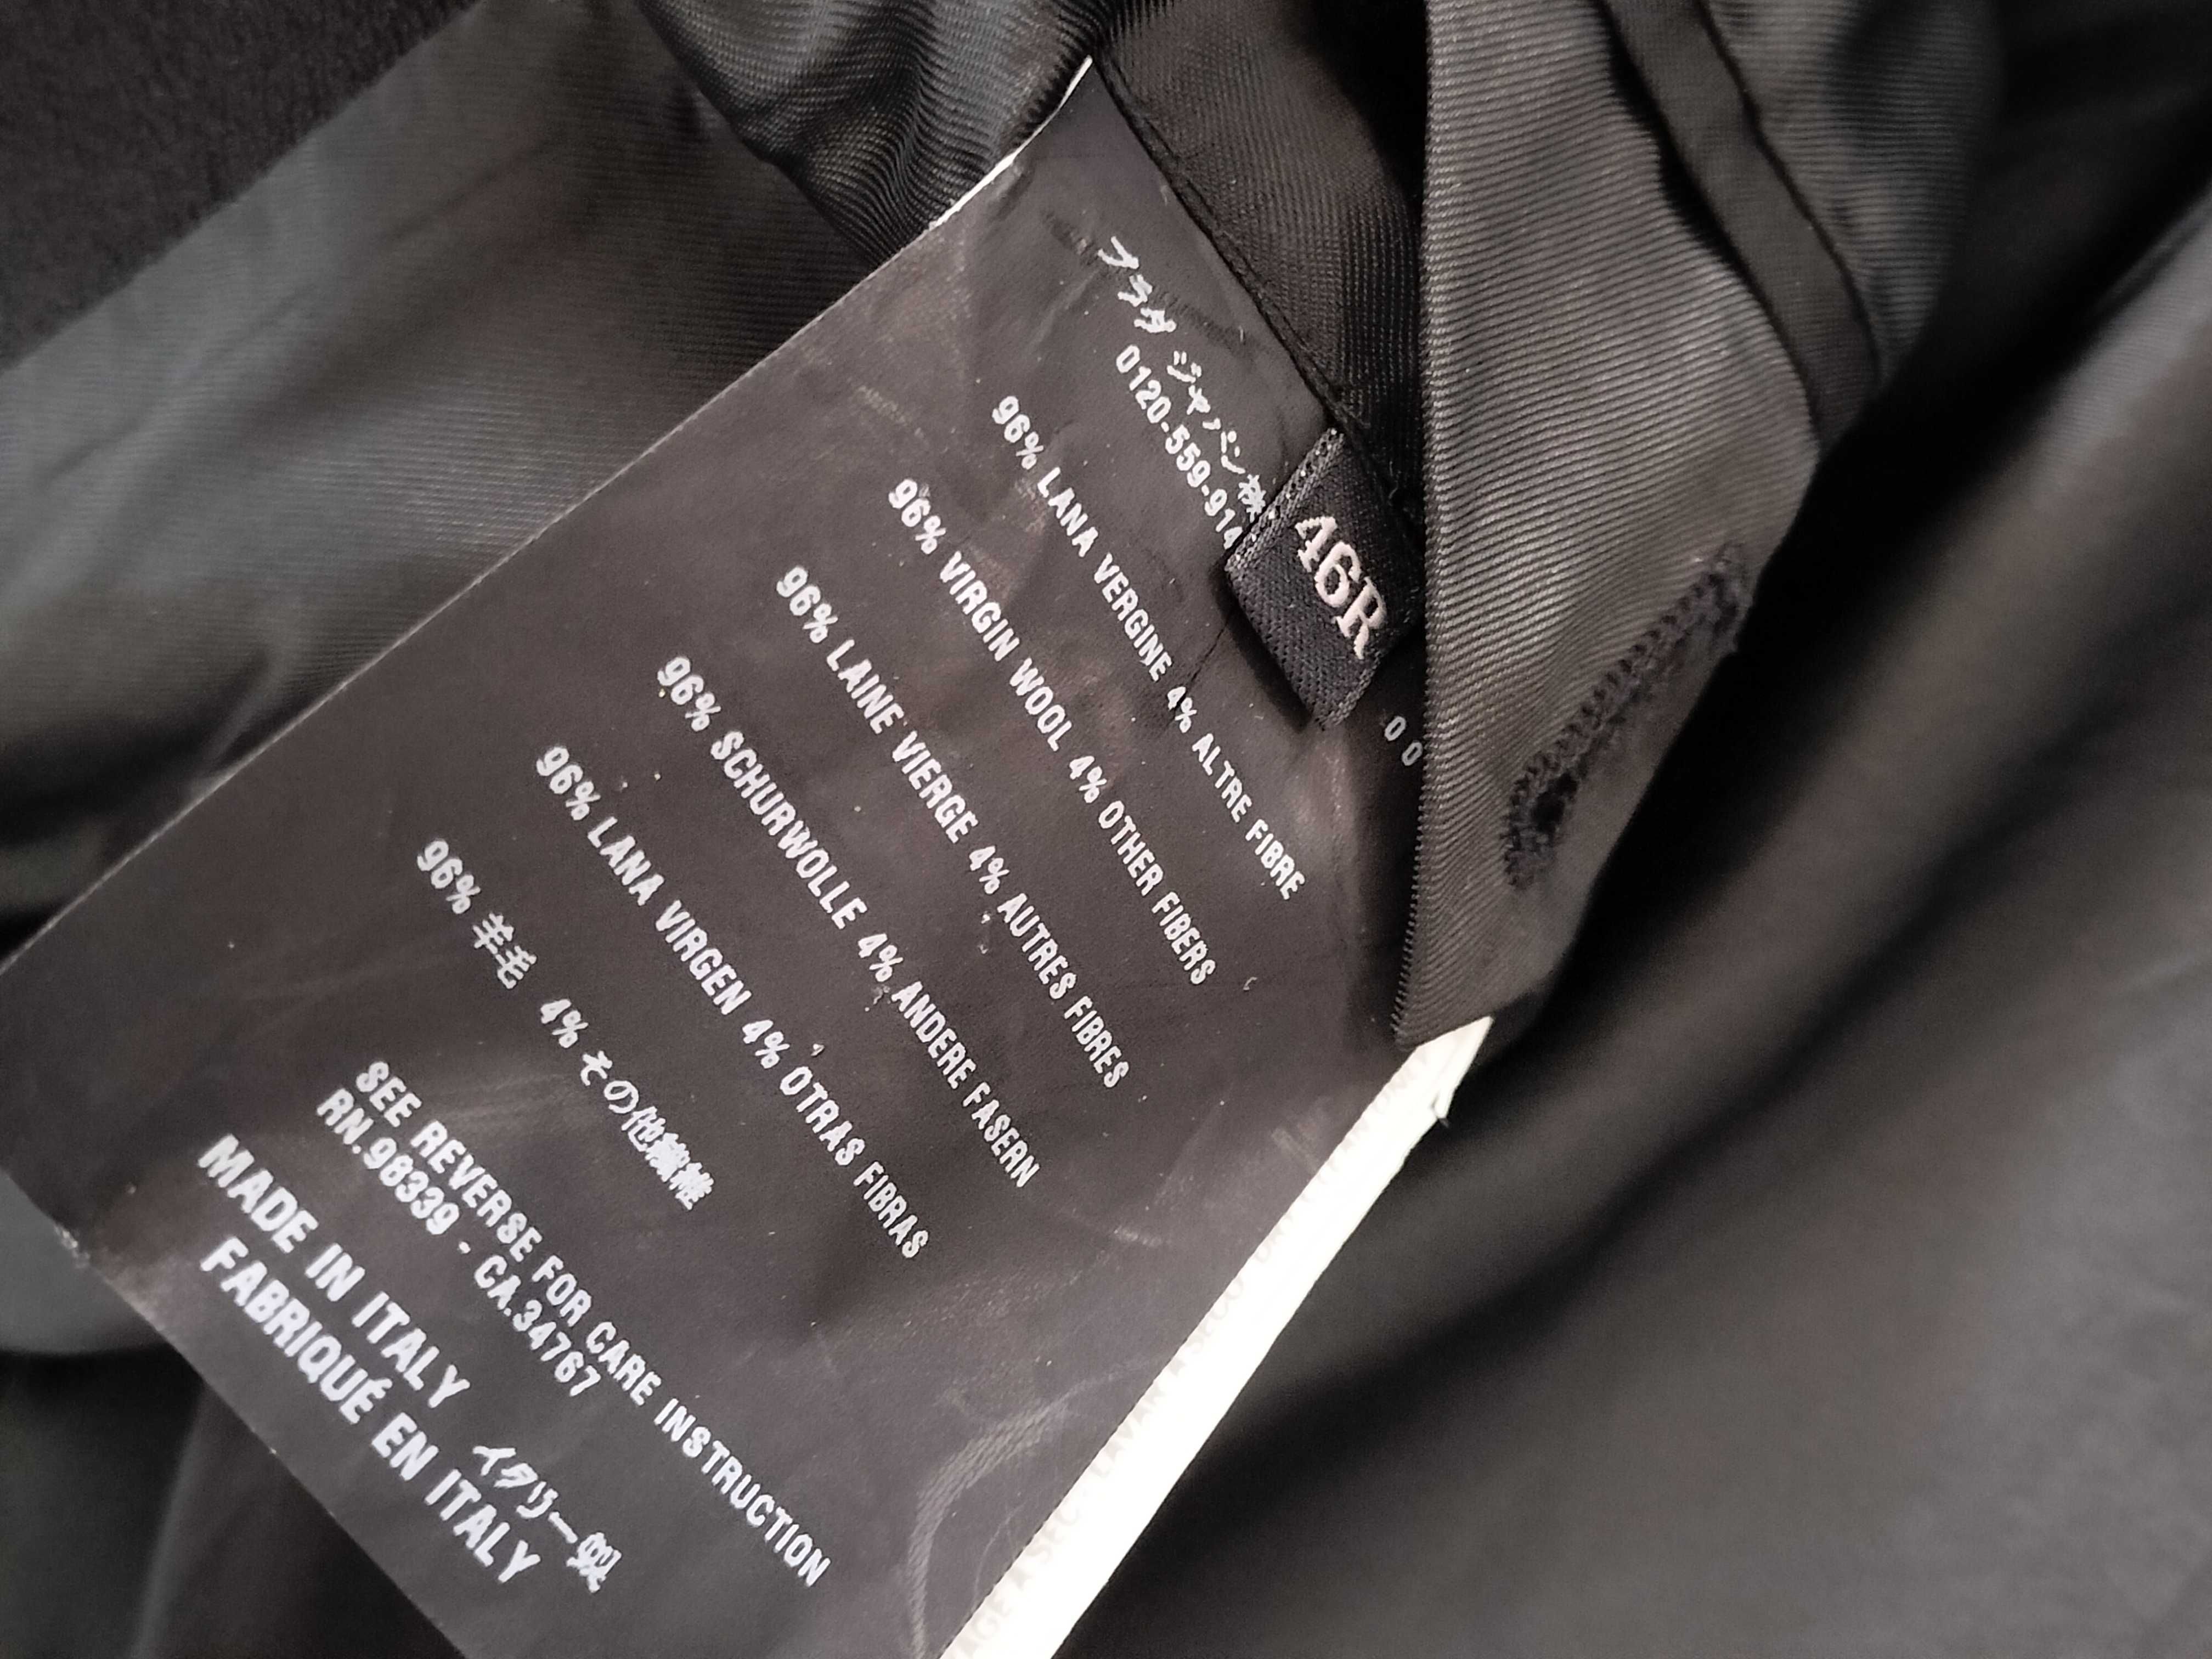 プラダ ジャパン株
0120-559-914
46R
00
96% LANA VERGINE 4% ALTRE FIBRE
96% VIRGIN WOOL 4% OTHER FIBERS
96% LAINE VIERGE 4% AUTRES FIBRES
96% SCHURWOLLE 4% ANDERE FASERN
96% LANA VIRGEN 4% OTRAS FIBRAS
96% 羊毛 4% その他繊維
SEE REVERSE FOR CARE INSTRUCTION
RN.98339 - CA.34767
MADE IN ITALY イタリー製
FABRIQUÉ EN ITALY